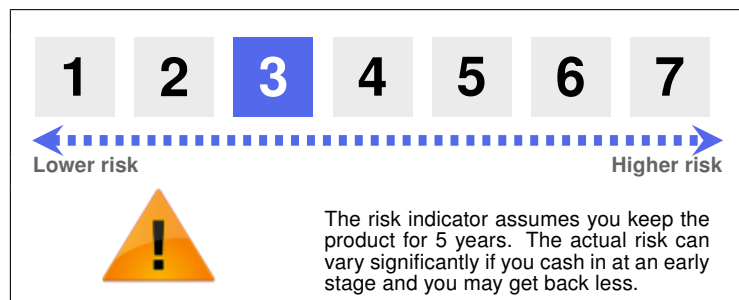 1 2 3 4 5 6 7
Lower risk Higher risk
!
The risk indicator assumes you keep the
product for 5 years. The actual risk can
vary significantly if you cash in at an early
stage and you may get back less.